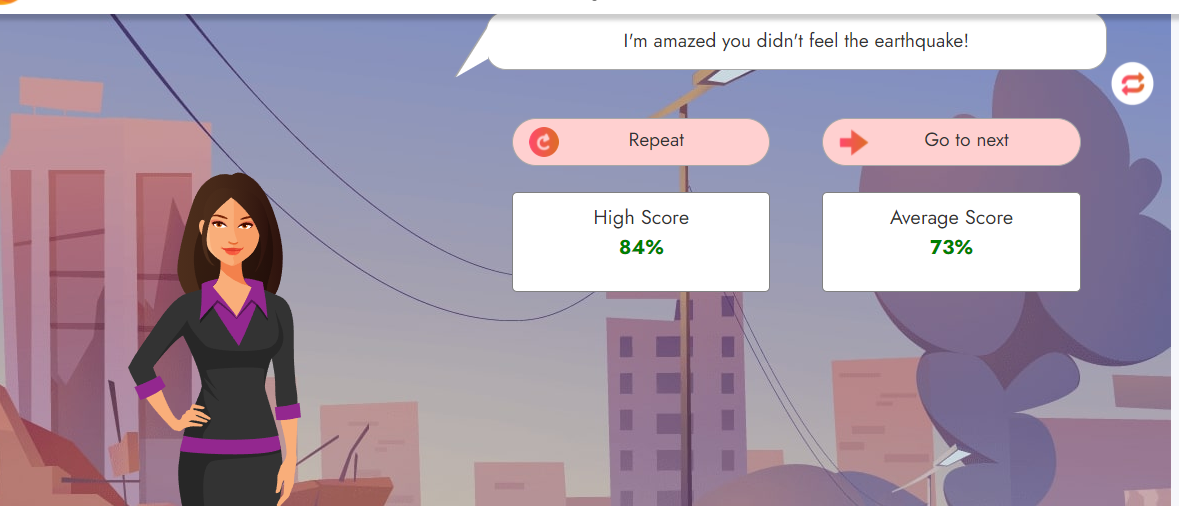 I'm amazed you didn't feel the earthquake!
Repeat
Go to next
High Score
84%
Average Score
73%